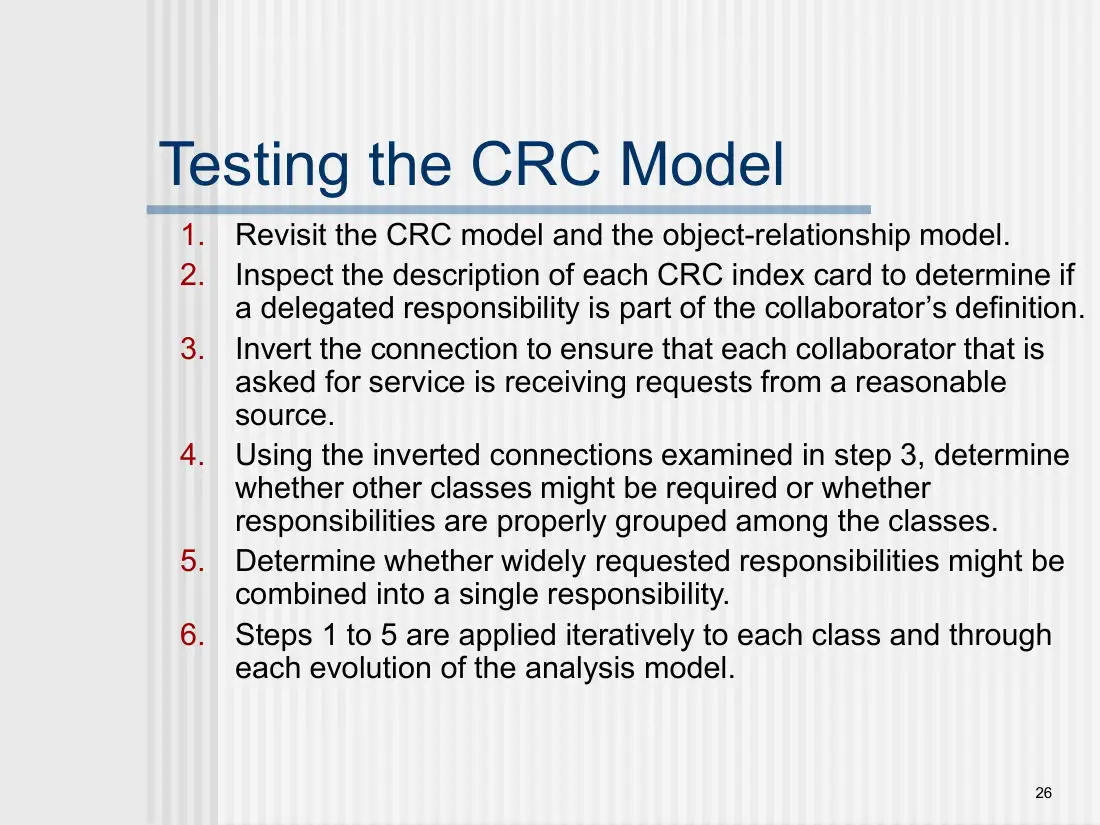 Testing the CRC Model
1. Revisit the CRC model and the object-relationship model.
2. Inspect the description of each CRC index card to determine if
a delegated responsibility is part of the collaborator’s definition.
3. Invert the connection to ensure that each collaborator that is
asked for service is receiving requests from a reasonable
source.
4. Using the inverted connections examined in step 3, determine
whether other classes might be required or whether
responsibilities are properly grouped among the classes.
5. Determine whether widely requested responsibilities might be
combined into a single responsibility.
6. Steps 1 to 5 are applied iteratively to each class and through
each evolution of the analysis model.
26